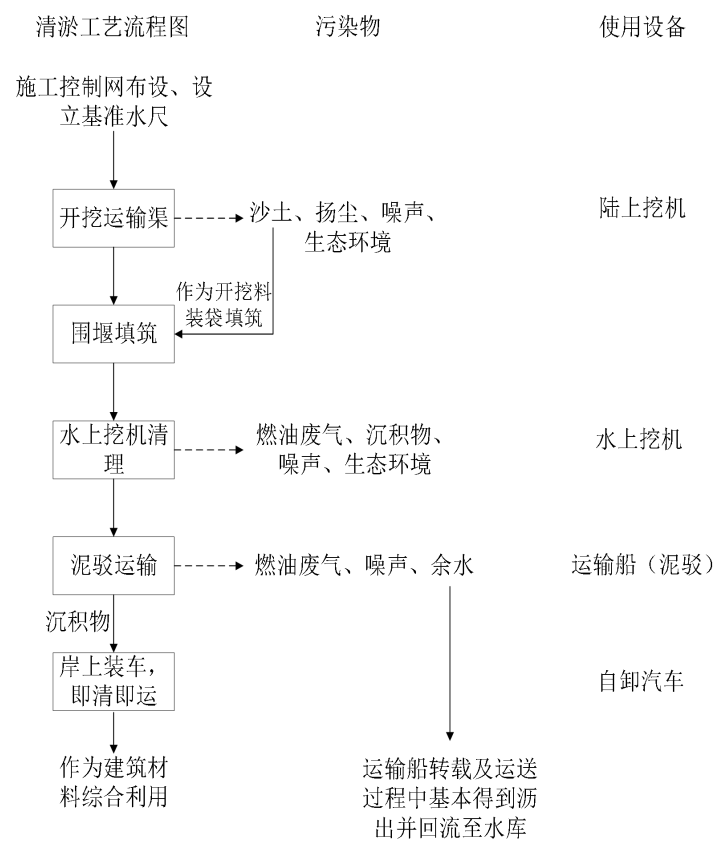 清淤工艺流程图
污染物
使用设备
施工控制网布设、设
立基准水尺
开挖运输渠
沙土、扬尘、噪声、
生态环境
陆上挖机
作为开挖料
装袋填筑
围堰填筑
水上挖机清
理
燃油废气、沉积物、
噪声、生态环境
水上挖机
泥驳运输
燃油废气、噪声、余水
运输船（泥驳）
沉积物
岸上装车，
即清即运
自卸汽车
作为建筑材
料综合利用
运输船转载及运送
过程中基本得到沥
出并回流至水库